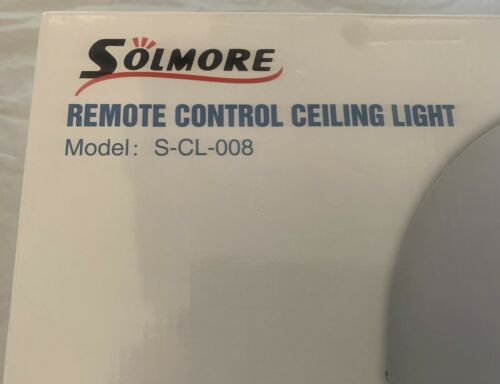 SOLMORE
REMOTE CONTROL CEILING LIGHT
Model: S-CL-008